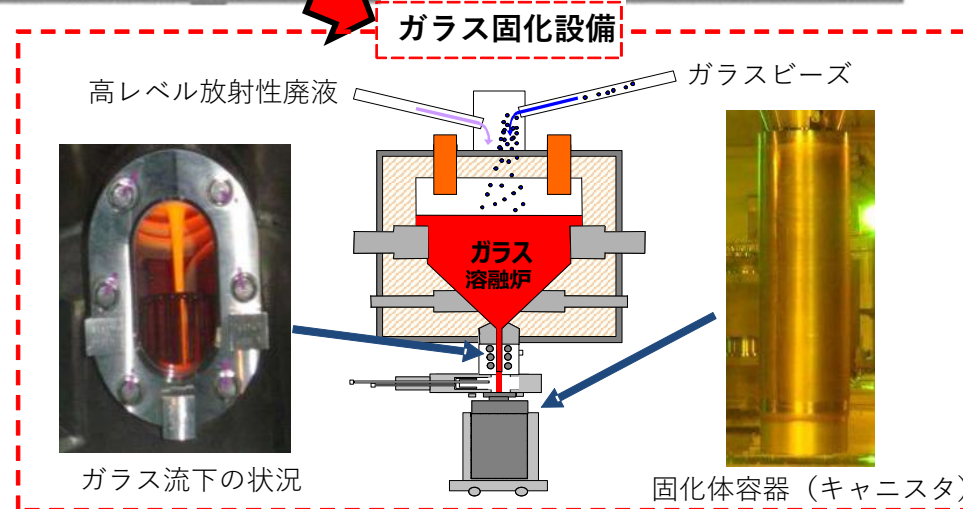 ガラス固化設備
高レベル放射性廃液
ガラスビーズ
ガラス
溶融炉
ガラス流下の状況
固化体容器（キャニスタ）